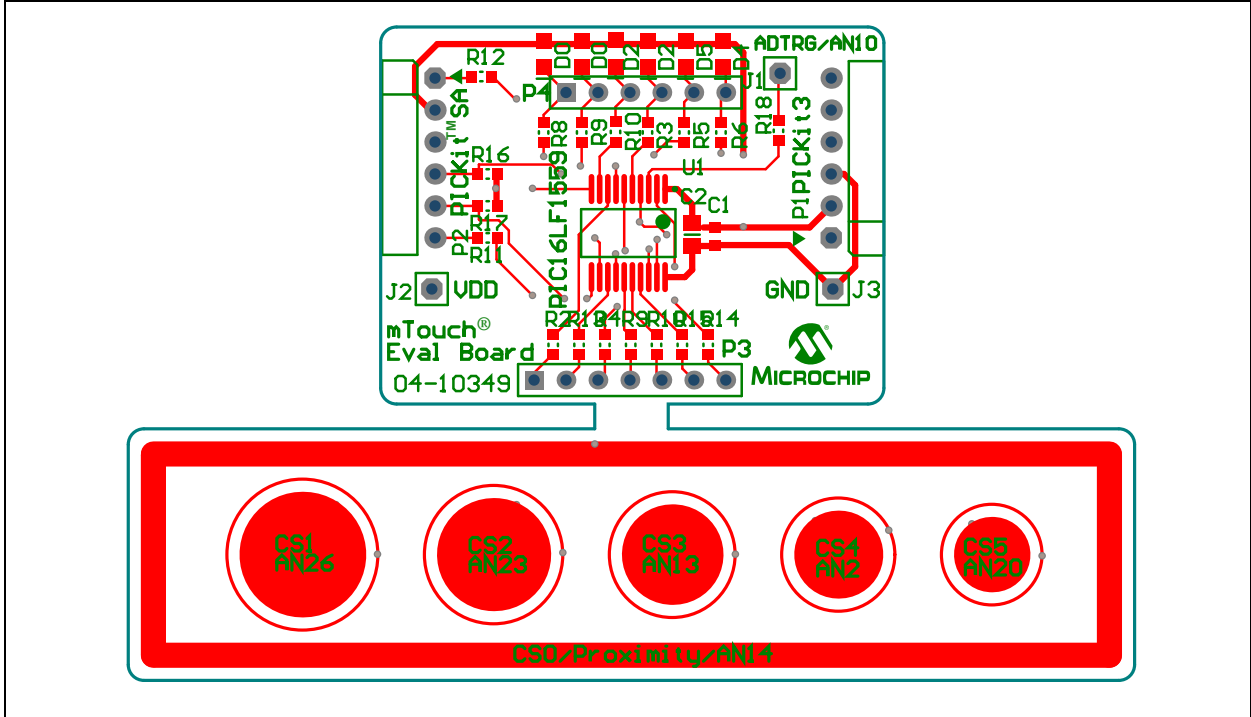 ADTRG/AN10
R12
D0
D0
D2
D2
D5
J1
P4
PICKit™ SA
R8
R9
R10
R3
R5
R6
R18
P1 PICKit3
R16
PIC16LF1559
U1
C2
C1
R17
P2
R11
J2
VDD
GND
J3
R14
mTouch®
Eval Board
P3
04-10349
MICROCHIP
CS1
AN26
CS2
AN23
CS3
AN13
CS4
AN2
CS5
AN20
CS0/Proximity/AN14